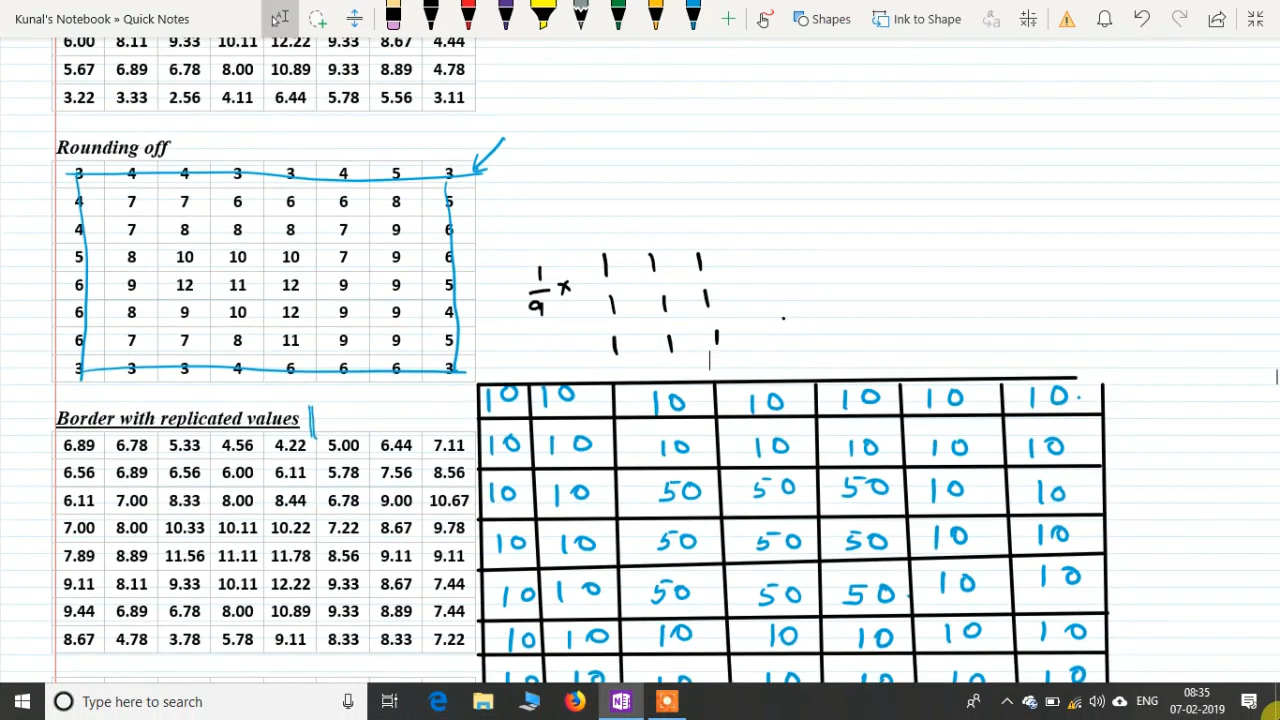 Kunal's Notebook » Quick Notes
Shapes
Ink to Shape
6.00 8.11 9.33 10.11 12.22 9.33 8.67 4.44
5.67 6.89 6.78 8.00 10.89 9.33 8.89 4.78
3.22 3.33 2.56 4.11 6.44 5.78 5.56 3.11
Rounding off
3 4 4 3 3 4 5 3
4 7 7 6 6 6 8 5
4 7 8 8 8 7 9 6
5 8 10 10 10 7 9 6
6 9 12 11 12 9 9 5
6 8 9 10 12 9 9 4
6 7 7 8 11 9 9 5
3 3 3 4 6 6 6 3
1/9 ×
1 1 1
1 1 1
1 1 1
Border with replicated values
6.89 6.78 5.33 4.56 4.22 5.00 6.44 7.11
6.56 6.89 6.56 6.00 6.11 5.78 7.56 8.56
6.11 7.00 8.33 8.00 8.44 6.78 9.00 10.67
7.00 8.00 10.33 10.11 10.22 7.22 8.67 9.78
7.89 8.89 11.56 11.11 11.78 8.56 9.11 9.11
9.11 8.11 9.33 10.11 12.22 9.33 8.67 7.44
9.44 6.89 6.78 8.00 10.89 9.33 8.89 7.44
8.67 4.78 3.78 5.78 9.11 8.33 8.33 7.22
10 10 10 10 10 10 10
10 10 10 10 10 10 10
10 10 50 50 50 10 10
10 10 50 50 50 10 10
10 10 50 50 50 10 10
10 10 10 10 10 10 10
10 10 10 10 10 10 10
Type here to search
ENG
08:35
07-02-2019